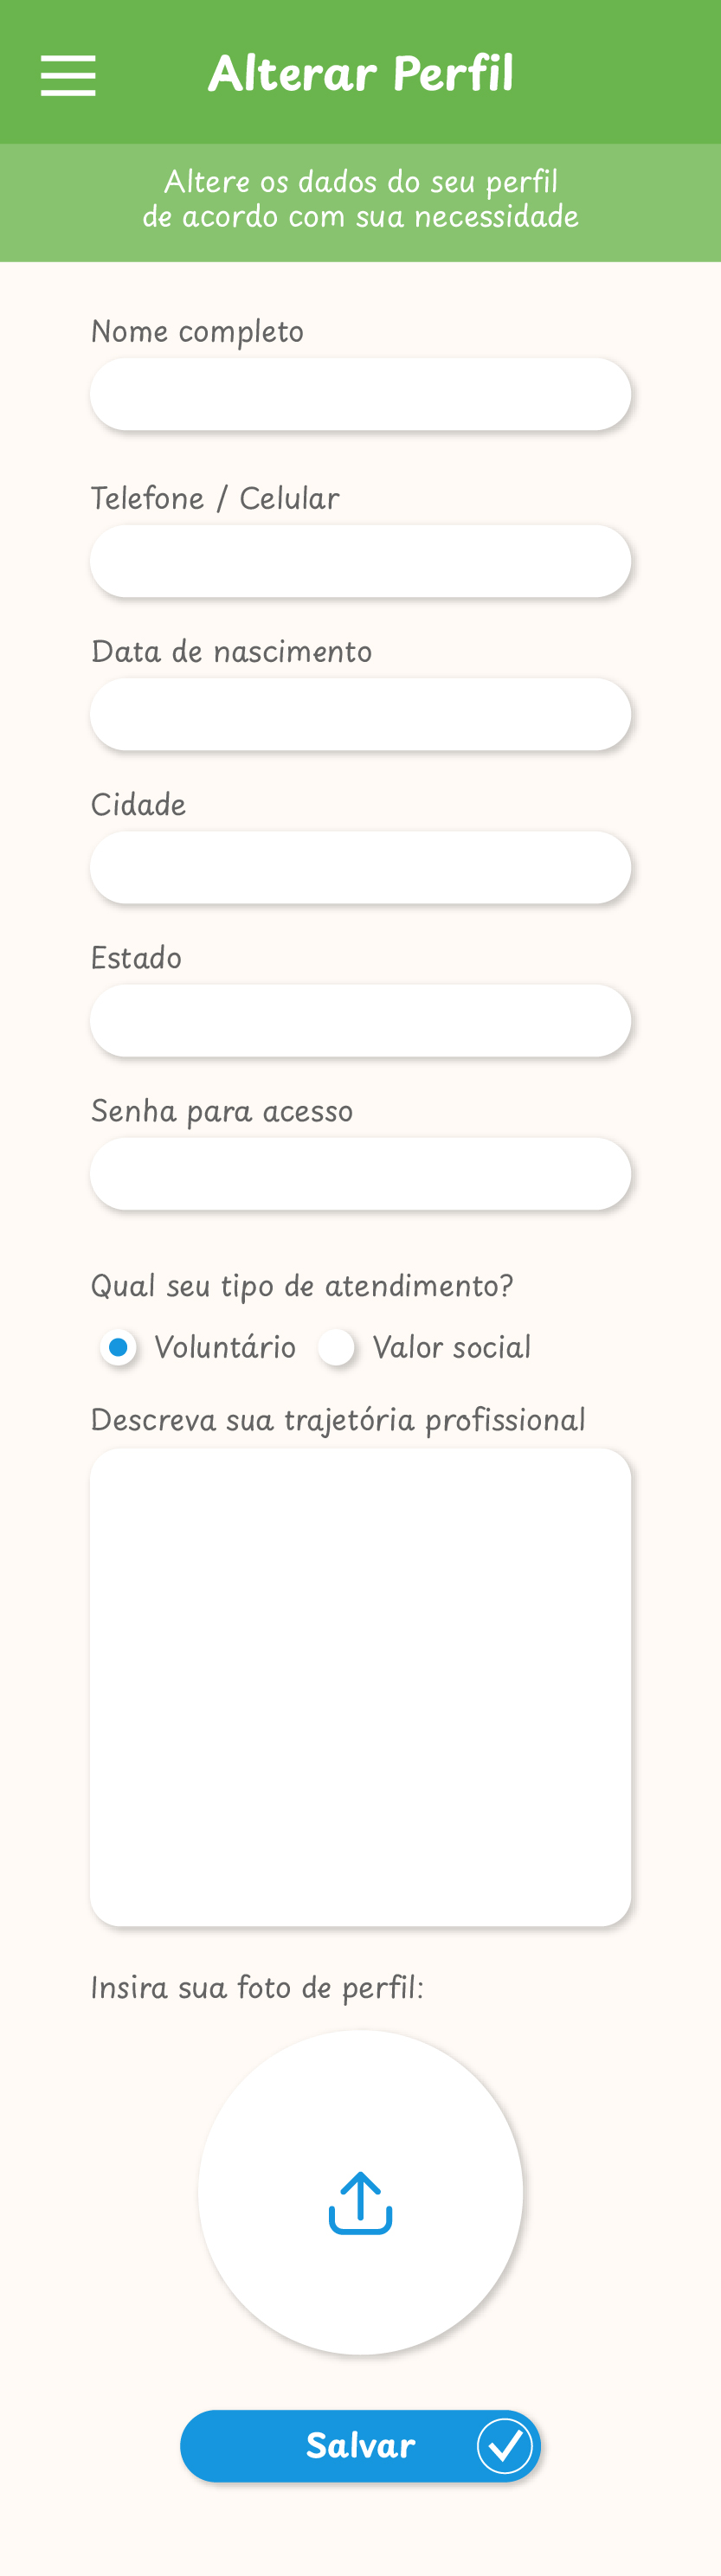 Alterar Perfil
Altere os dados do seu perfil
de acordo com sua necessidade
Nome completo
Telefone / Celular
Data de nascimento
Cidade
Estado
Senha para acesso
Qual seu tipo de atendimento?
Voluntário Valor social
Descreva sua trajetória profissional
Insira sua foto de perfil:
Salvar